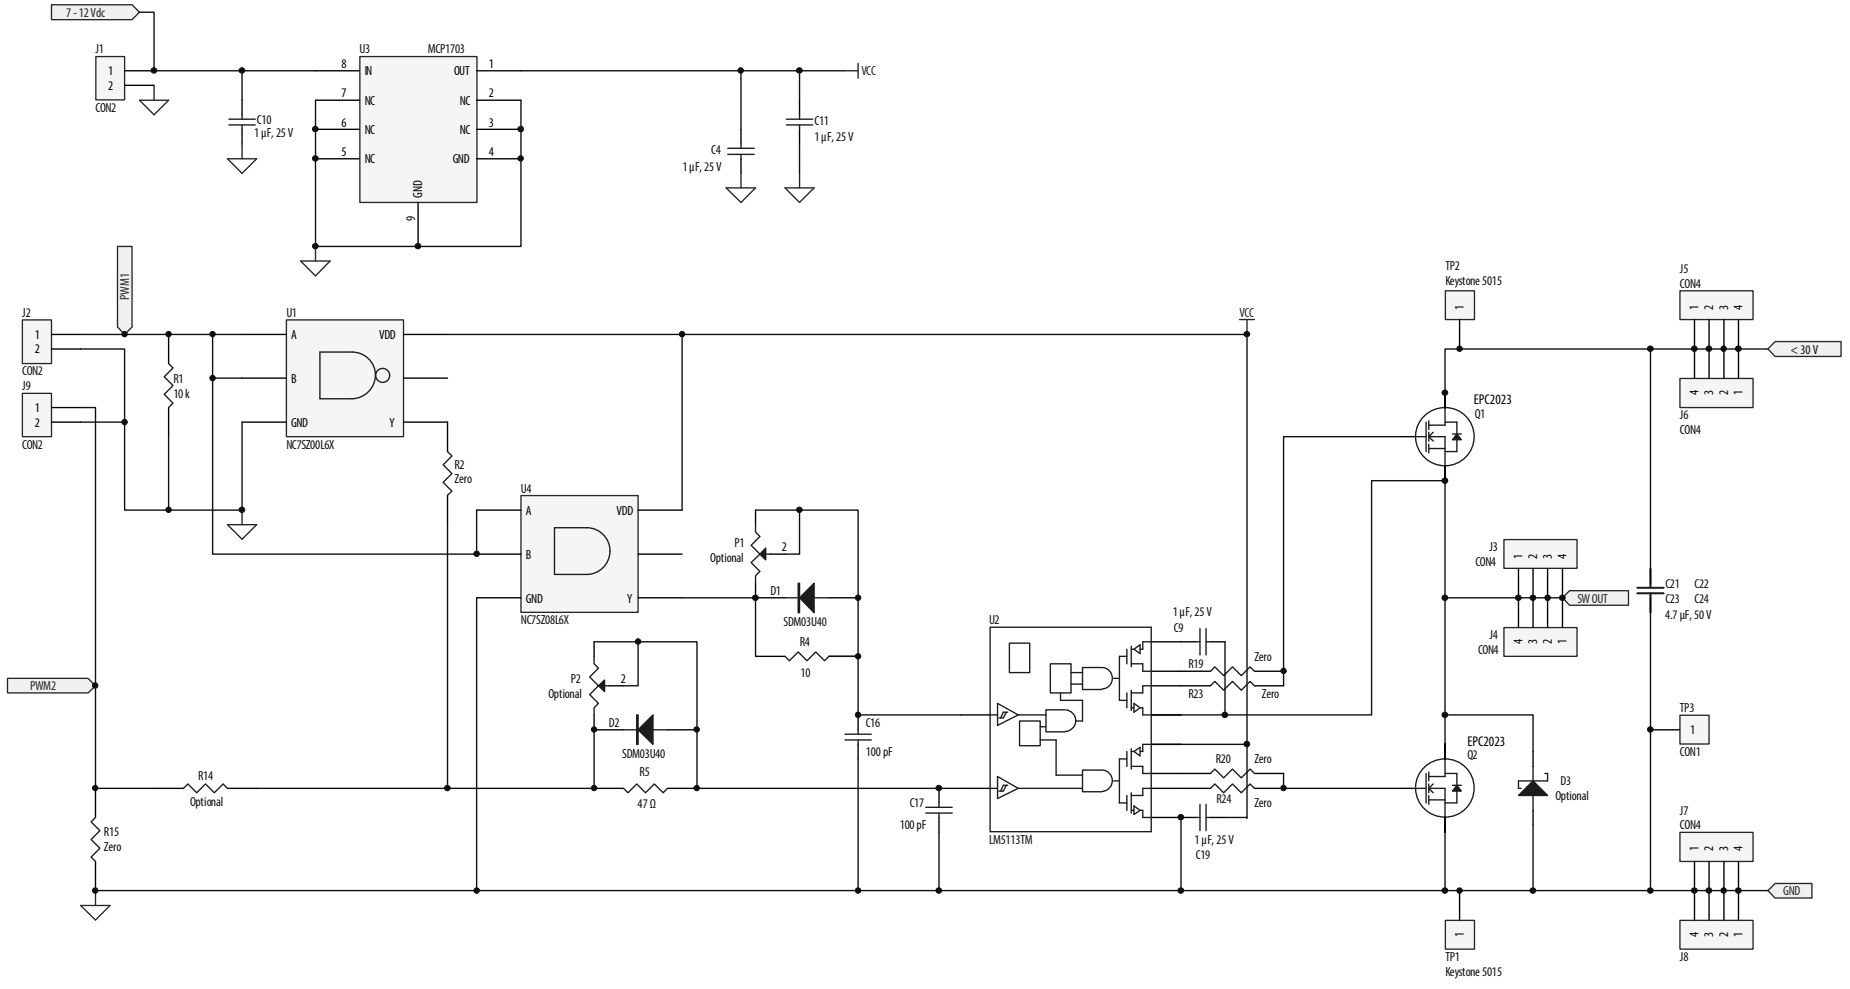 7 - 12 Vdc
J1
1
2
CON2
C10
1 µF, 25 V
U3
MCP1703
8
IN
OUT
1
7
NC
NC
2
6
NC
NC
3
5
NC
GND
4
GND
9
C4
1 µF, 25 V
C11
1 µF, 25 V
VCC
PWM1
J2
1
2
CON2
J9
1
2
CON2
R1
10 k
U1
A
VDD
B
GND
Y
NC7SZ00L6X
R2
Zero
U4
A
VDD
B
GND
Y
NC7SZ08L6X
P1
Optional
2
D1
SDM03U40
R4
10
P2
Optional
2
D2
SDM03U40
R5
47 Ω
PWM2
R14
Optional
R15
Zero
C16
100 pF
C17
100 pF
U2
LM5113TM
1 µF, 25 V
C9
VCC
R19
Zero
R23
Zero
R20
Zero
R24
Zero
1 µF, 25 V
C19
TP2
Keystone 5015
1
EPC2023
Q1
J5
CON4
1 2 3 4
< 30 V
4 3 2 1
J6
CON4
J3
CON4
1 2 3 4
SW OUT
J4
CON4
4 3 2 1
C21 C22
C23 C24
4.7 µF, 50 V
TP3
1
CON1
EPC2023
Q2
D3
Optional
J7
CON4
1 2 3 4
GND
4 3 2 1
J8
1
TP1
Keystone 5015